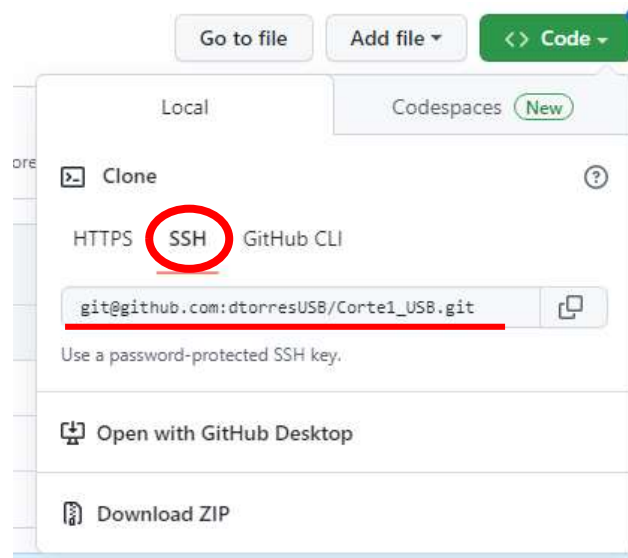 Go to file Add file <> Code
Local Codespaces New
ore
Clone ?
HTTPS SSH GitHub CLI
git@github.com:dtorresUSB/Corte1_USB.git
Use a password-protected SSH key.
Open with GitHub Desktop
Download ZIP